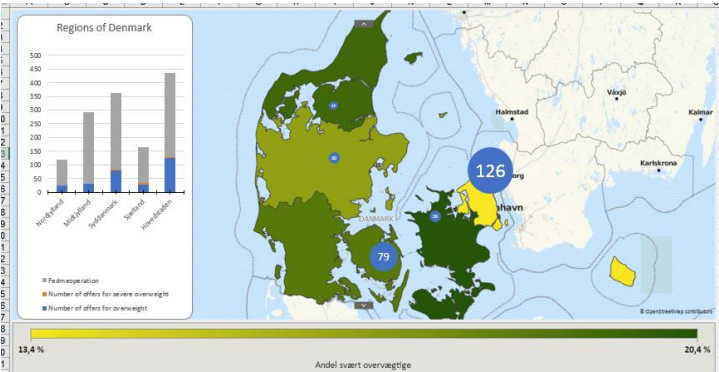 Regions of Denmark
500
450
400
350
300
250
200
150
100
50
0
Nordjylland
Midtjylland
Syddanmark
Sjælland
Hovedstaden
Fedmeoperation
Number of offers for severe overweight
Number of offers for overweight
Halmstad
Växjö
Kalmar
126
org
Karlskrona
nhavn
DANMARK
79
© OpenStreetMap contributors
13,4 %
20,4 %
Andel svært overvægtige